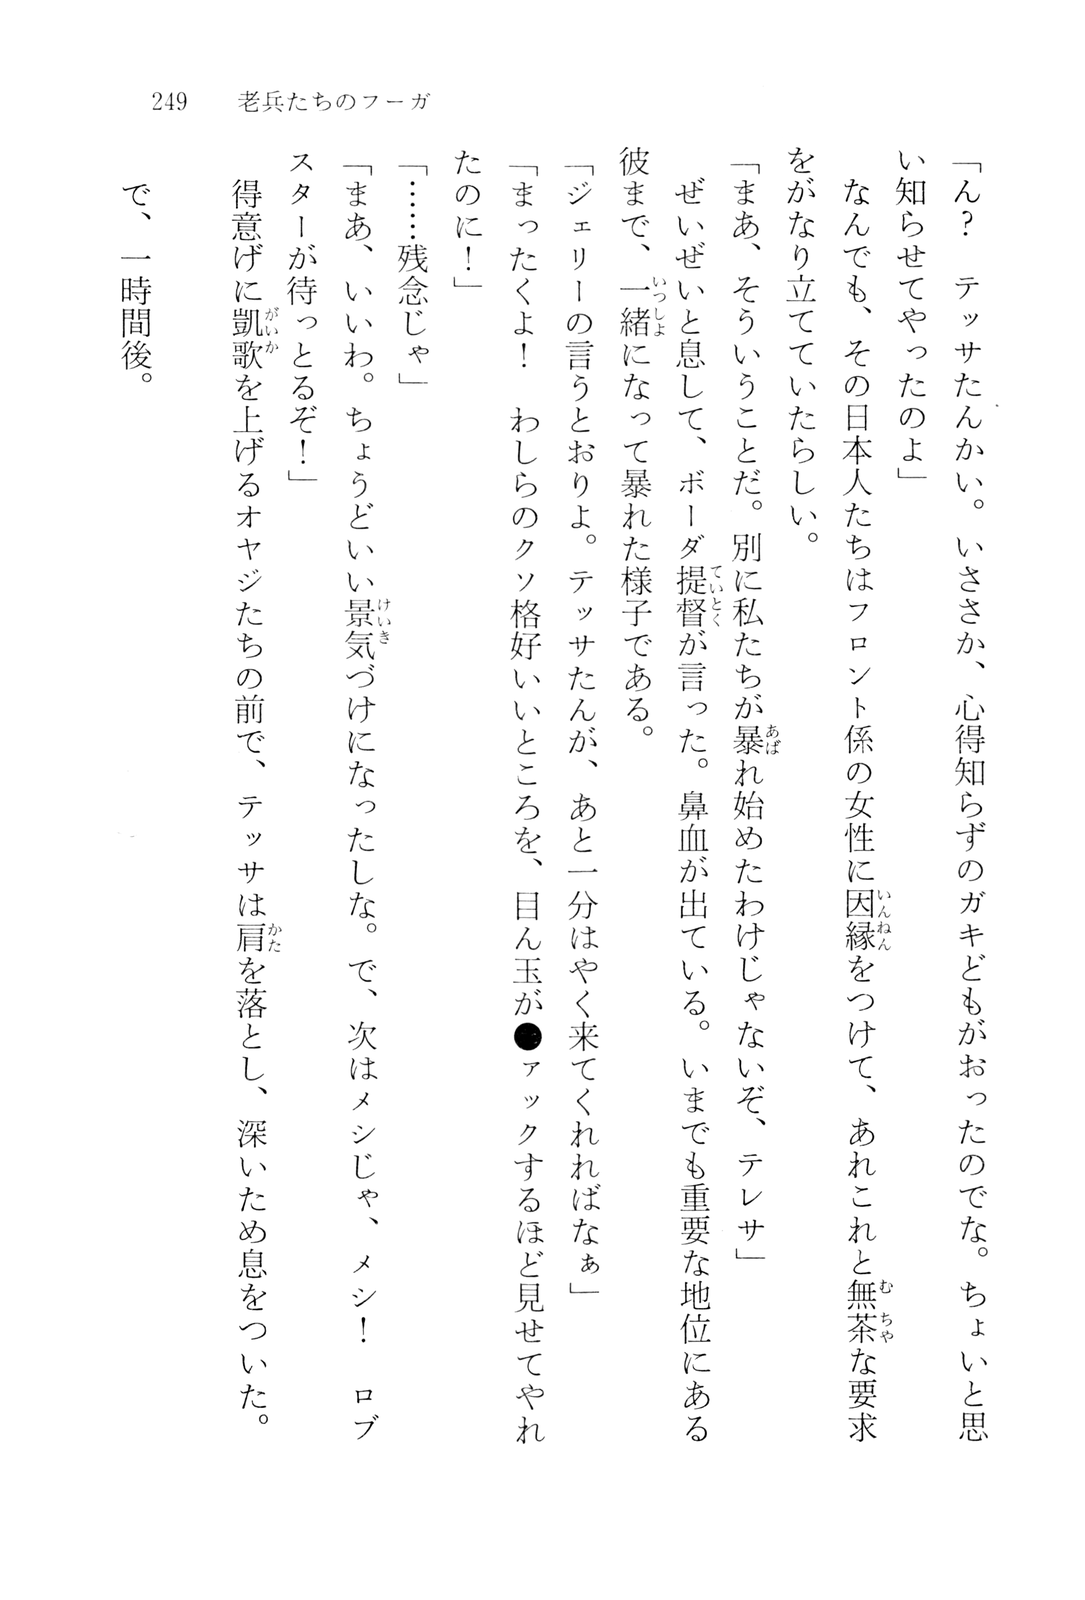 249　老兵たちのフーガ
「ん？　テッサたんかい。いささか、心得知らずのガキどもがおったのでな。ちょいと思
い知らせてやったのよ」
　なんでも、その日本人たちはフロント係の女性に因縁をつけて、あれこれと無茶な要求
をがなり立てていたらしい。
「まあ、そういうことだ。別に私たちが暴れ始めたわけじゃないぞ、テレサ」
　ぜいぜいと息して、ボーダ提督が言った。鼻血が出ている。いまでも重要な地位にある
彼まで、一緒になって暴れた様子である。
「ジェリーの言うとおりよ。テッサたんが、あと一分はやく来てくれればなぁ」
「まったくよ！　わしらのクソ格好いいところを、目ん玉が●ァックするほど見せてやれ
たのに！」
「……残念じゃ」
「まあ、いいわ。ちょうどいい景気づけになったしな。で、次はメシじゃ、メシ！　ロブ
スターが待っとるぞ！」
　得意げに凱歌を上げるオヤジたちの前で、テッサは肩を落とし、深いため息をついた。
　で、一時間後。